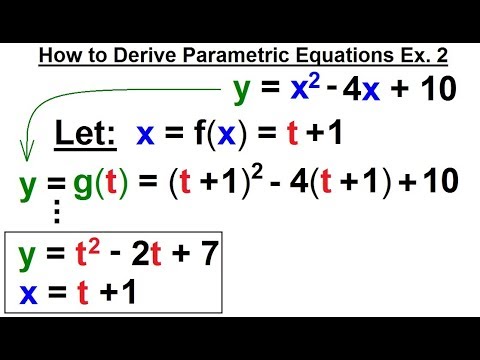 How to Derive Parametric Equations Ex. 2
y = x² - 4x + 10
Let: x = f(x) = t +1
y = g(t) = (t +1)² - 4(t +1) + 10
⋮
y = t² - 2t + 7
x = t +1